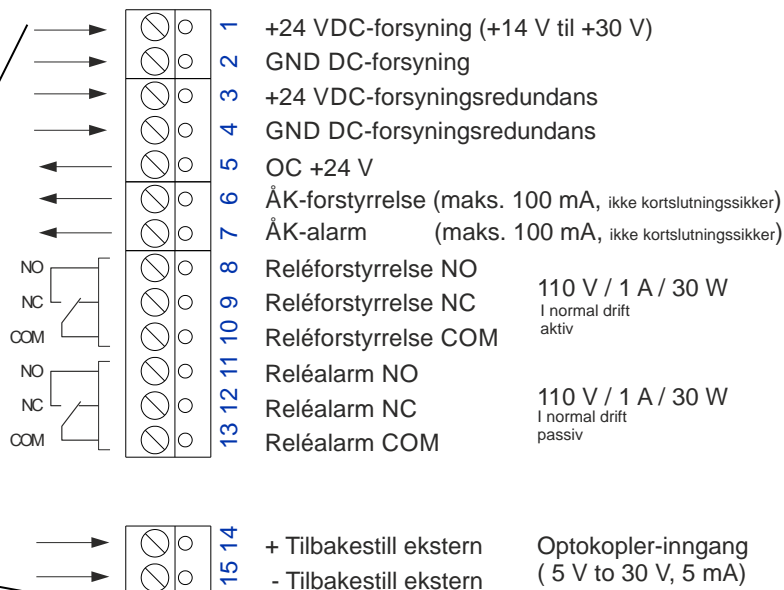 1 +24 VDC-forsyning (+14 V til +30 V)
2 GND DC-forsyning
3 +24 VDC-forsyningsredundans
4 GND DC-forsyningsredundans
5 OC +24 V
6 ÅK-forstyrrelse (maks. 100 mA, ikke kortslutningssikker)
7 ÅK-alarm (maks. 100 mA, ikke kortslutningssikker)
NO 8 Reléforstyrrelse NO
NC 9 Reléforstyrrelse NC
COM 10 Reléforstyrrelse COM
110 V / 1 A / 30 W
I normal drift
aktiv
NO 11 Reléalarm NO
NC 12 Reléalarm NC
COM 13 Reléalarm COM
110 V / 1 A / 30 W
I normal drift
passiv
14 + Tilbakestill ekstern
15 - Tilbakestill ekstern
Optokopler-inngang
( 5 V to 30 V, 5 mA)